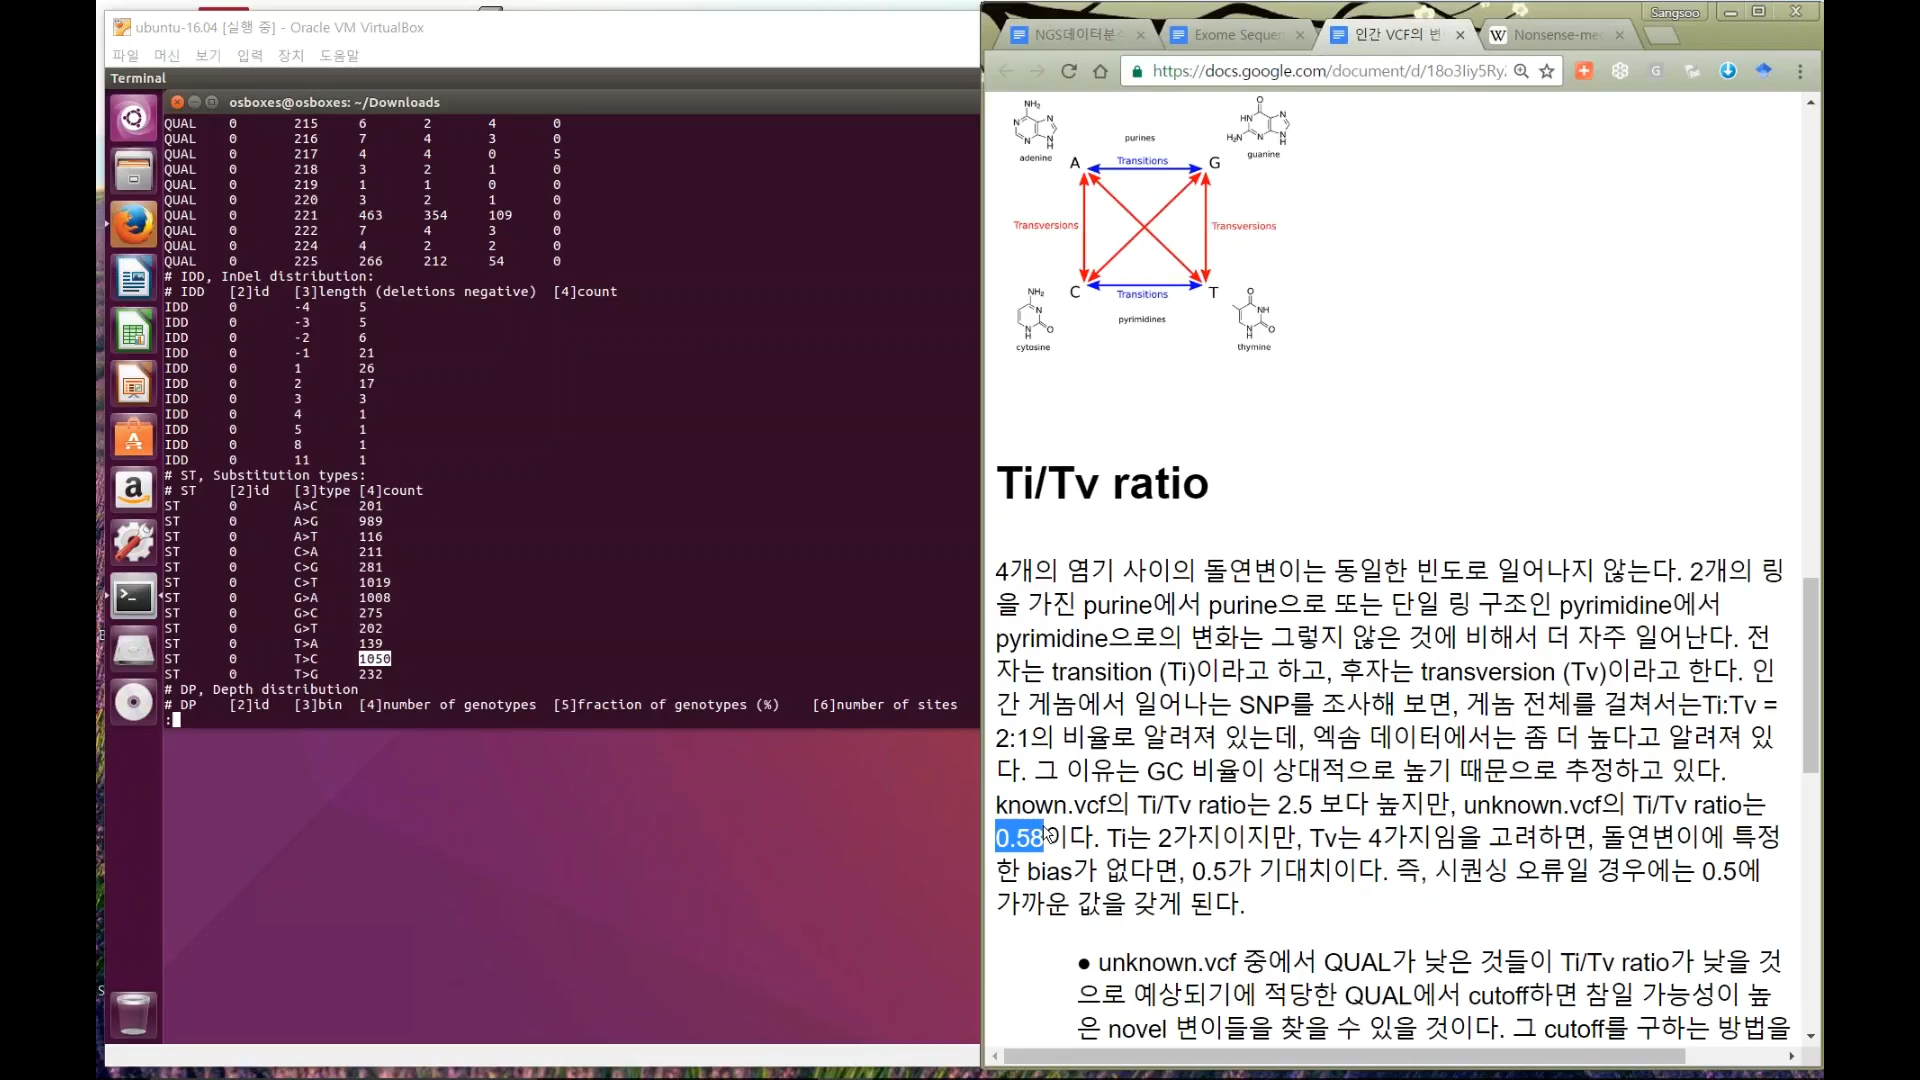 ubuntu-16.04 [실행 중] - Oracle VM VirtualBox
파일 머신 보기 입력 장치 도움말
Terminal
osboxes@osboxes: ~/Downloads
QUAL 0 215 6 2 4 0
QUAL 0 216 7 4 3 0
QUAL 0 217 4 4 0 5
QUAL 0 218 3 2 1 0
QUAL 0 219 1 1 0 0
QUAL 0 220 3 2 1 0
QUAL 0 221 463 354 109 0
QUAL 0 222 7 4 3 0
QUAL 0 224 4 2 2 0
QUAL 0 225 266 212 54 0
# IDD, InDel distribution:
# IDD [2]id [3]length (deletions negative) [4]count
IDD 0 -4 5
IDD 0 -3 5
IDD 0 -2 6
IDD 0 -1 21
IDD 0 1 26
IDD 0 2 17
IDD 0 3 3
IDD 0 4 1
IDD 0 5 1
IDD 0 8 1
IDD 0 11 1
# ST, Substitution types:
# ST [2]id [3]type [4]count
ST 0 A>C 201
ST 0 A>G 989
ST 0 A>T 116
ST 0 C>A 211
ST 0 C>G 281
ST 0 C>T 1019
ST 0 G>A 1008
ST 0 G>C 275
ST 0 G>T 202
ST 0 T>A 139
ST 0 T>C 1050
ST 0 T>G 232
# DP, Depth distribution
# DP [2]id [3]bin [4]number of genotypes [5]fraction of genotypes (%) [6]number of sites
:
Sangsoo
NGS데이터분 Exome Sequen 인간 VCF의 변 Nonsense-me
https://docs.google.com/document/d/18o3Iiy5Ry
NH₂ O
N N HN N
N N H₂N N N
H H
adenine purines guanine
A Transitions G
Transversions Transversions
C Transitions T
NH₂ O
N NH
N O N O
H H
cytosine pyrimidines thymine
Ti/Tv ratio
4개의 염기 사이의 돌연변이는 동일한 빈도로 일어나지 않는다. 2개의 링
을 가진 purine에서 purine으로 또는 단일 링 구조인 pyrimidine에서
pyrimidine으로의 변화는 그렇지 않은 것에 비해서 더 자주 일어난다. 전
자는 transition (Ti)이라고 하고, 후자는 transversion (Tv)이라고 한다. 인
간 게놈에서 일어나는 SNP를 조사해 보면, 게놈 전체를 걸쳐서는Ti:Tv =
2:1의 비율로 알려져 있는데, 엑솜 데이터에서는 좀 더 높다고 알려져 있
다. 그 이유는 GC 비율이 상대적으로 높기 때문으로 추정하고 있다.
known.vcf의 Ti/Tv ratio는 2.5 보다 높지만, unknown.vcf의 Ti/Tv ratio는
0.58이다. Ti는 2가지이지만, Tv는 4가지임을 고려하면, 돌연변이에 특정
한 bias가 없다면, 0.5가 기대치이다. 즉, 시퀀싱 오류일 경우에는 0.5에
가까운 값을 갖게 된다.
● unknown.vcf 중에서 QUAL가 낮은 것들이 Ti/Tv ratio가 낮을 것
으로 예상되기에 적당한 QUAL에서 cutoff하면 참일 가능성이 높
은 novel 변이들을 찾을 수 있을 것이다. 그 cutoff를 구하는 방법을